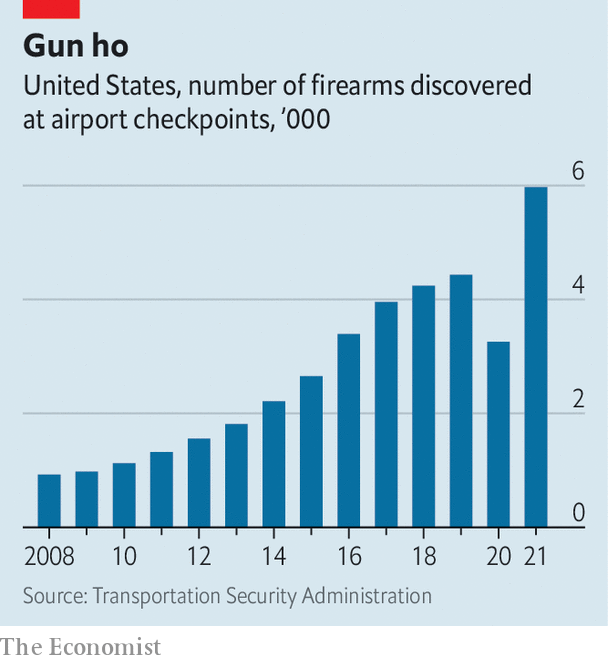 Gun ho
United States, number of firearms discovered
at airport checkpoints, ’000
6
4
2
0
2008 10 12 14 16 18 20 21
Source: Transportation Security Administration
The Economist